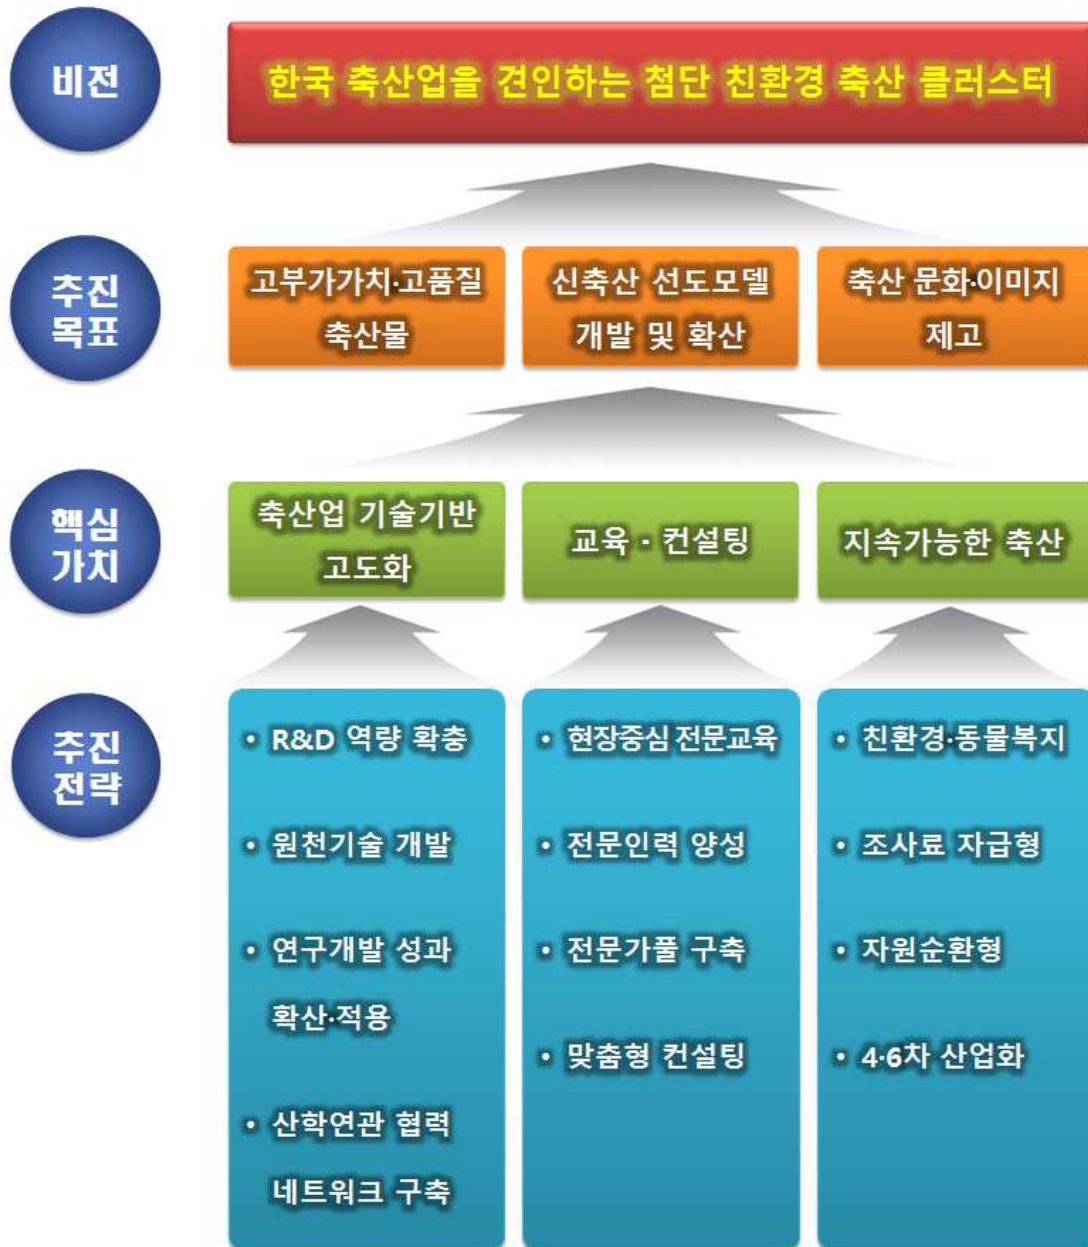 비전
한국 축산업을 견인하는 첨단 친환경 축산 클러스터
추진
목표
고부가가치·고품질
축산물
신축산 선도모델
개발 및 확산
축산 문화·이미지
제고
핵심
가치
축산업 기술기반
고도화
교육 · 컨설팅
지속가능한 축산
추진
전략
• R&D 역량 확충
• 원천기술 개발
• 연구개발 성과
확산·적용
• 산학연관 협력
네트워크 구축
• 현장중심 전문교육
• 전문인력 양성
• 전문가풀 구축
• 맞춤형 컨설팅
• 친환경·동물복지
• 조사료 자급형
• 자원순환형
• 4·6차 산업화